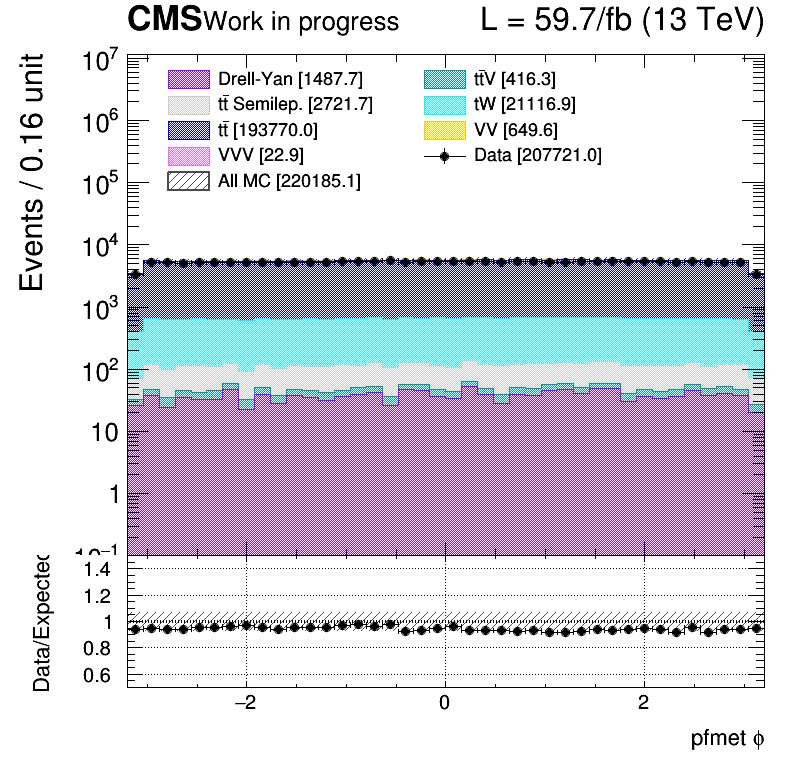 CMS Work in progress L = 59.7/fb (13 TeV)
Events / 0.16 unit
10⁷
10⁶
10⁵
10⁴
10³
10²
10
1
10⁻¹
Drell-Yan [1487.7]
tt̄ Semilep. [2721.7]
tt̄ [193770.0]
VVV [22.9]
All MC [220185.1]
tt̄V [416.3]
tW [21116.9]
VV [649.6]
Data [207721.0]
Data/Expected
1.4
1.2
1
0.8
0.6
−2 0 2
pfmet ϕ